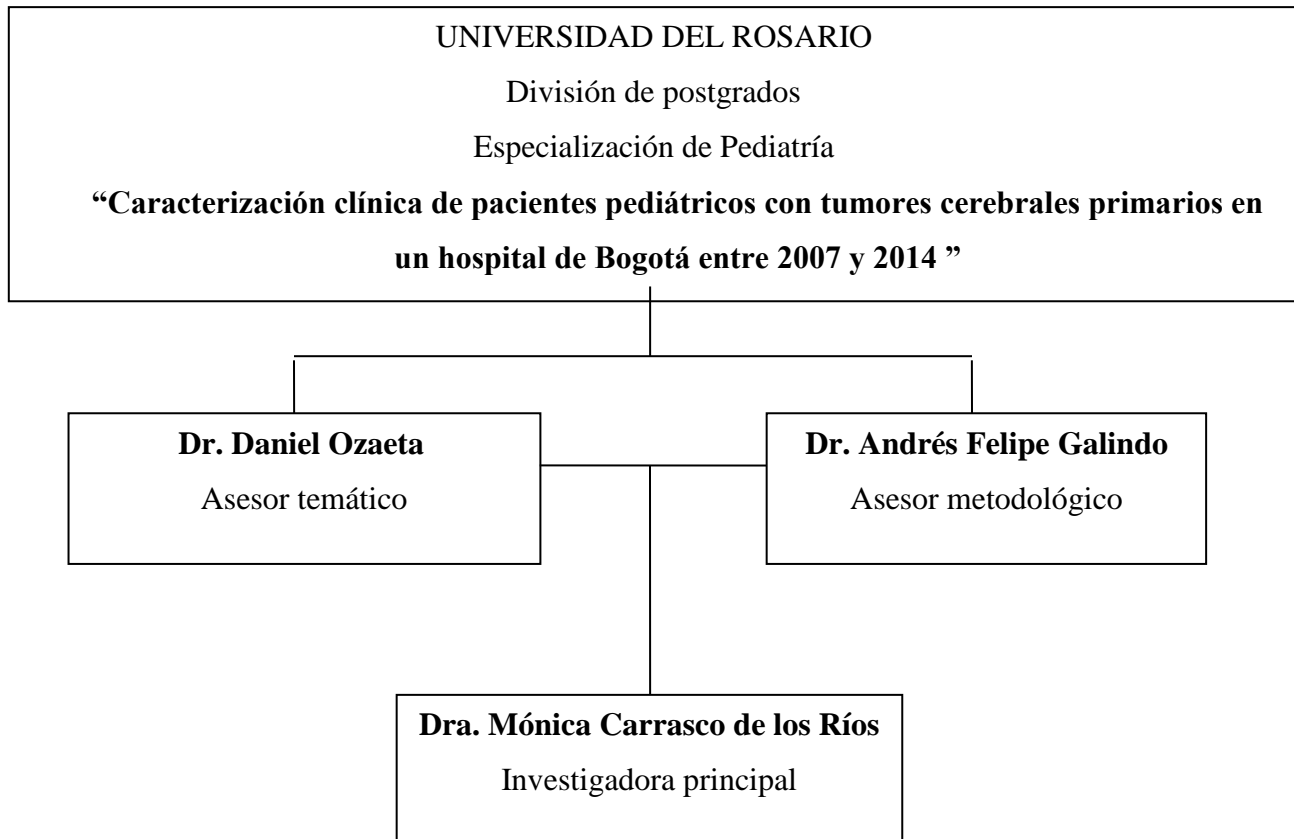 UNIVERSIDAD DEL ROSARIO
División de postgrados
Especialización de Pediatría
“Caracterización clínica de pacientes pediátricos con tumores cerebrales primarios en
un hospital de Bogotá entre 2007 y 2014 ”
Dr. Daniel Ozaeta
Asesor temático
Dr. Andrés Felipe Galindo
Asesor metodológico
Dra. Mónica Carrasco de los Ríos
Investigadora principal